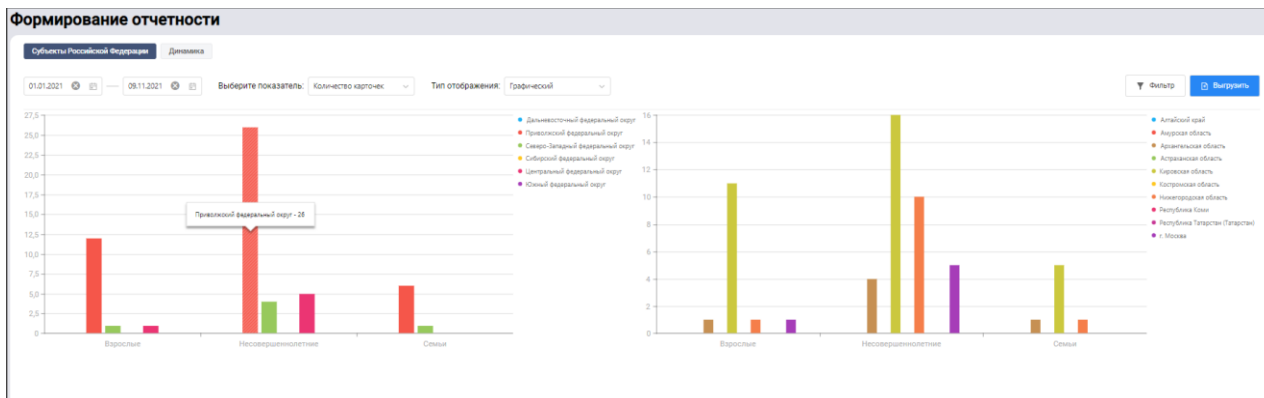 Формирование отчетности
Субъекты Российской Федерации Динамика
01.01.2021 — 09.11.2021 Выберите показатель: Количество карточек Тип отображения: Графический Фильтр Выгрузить
27,5
25,0
22,5
20,0
17,5
15,0
12,5
10,0
7,5
5,0
2,5
0
Приволжский федеральный округ - 26
Взрослые Несовершеннолетние Семьи
Дальневосточный федеральный округ
Приволжский федеральный округ
Северо-Западный федеральный округ
Сибирский федеральный округ
Центральный федеральный округ
Южный федеральный округ
16
14
12
10
8
6
4
2
0
Взрослые Несовершеннолетние Семьи
Алтайский край
Амурская область
Архангельская область
Астраханская область
Кировская область
Костромская область
Нижегородская область
Республика Коми
Республика Татарстан (Татарстан)
г. Москва